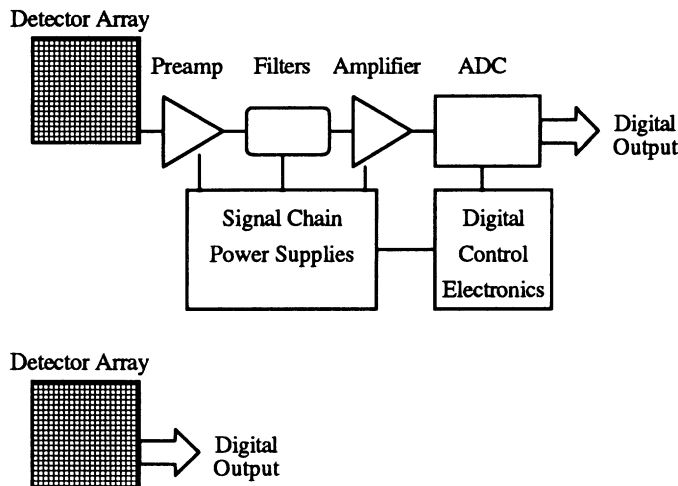 Detector Array
Preamp Filters Amplifier ADC
Digital
Output
Signal Chain
Power Supplies
Digital
Control
Electronics
Detector Array
Digital
Output